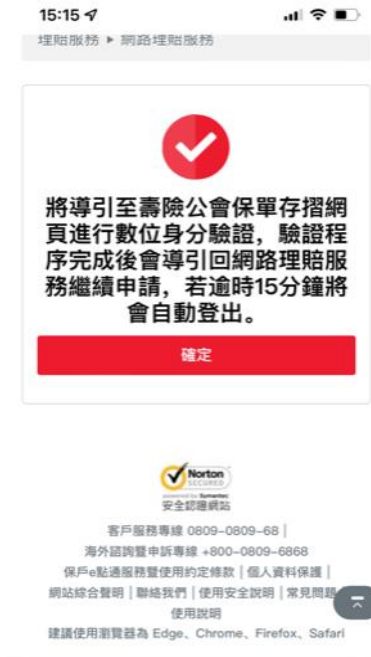 15:15
理賠服務 ▸ 網路理賠服務
將導引至壽險公會保單存摺網
頁進行數位身分驗證，驗證程
序完成後會導引回網路理賠服
務繼續申請，若逾時15分鐘將
會自動登出。
確定
Norton
SECURED
powered by Symantec
安全認證網站
客戶服務專線 0809-0809-68 |
海外諮詢暨申訴專線 +800-0809-6868
保戶e點通服務暨使用約定條款 | 個人資料保護 |
網站綜合聲明 | 聯絡我們 | 使用安全說明 | 常見問題
使用說明
建議使用瀏覽器為 Edge、Chrome、Firefox、Safari